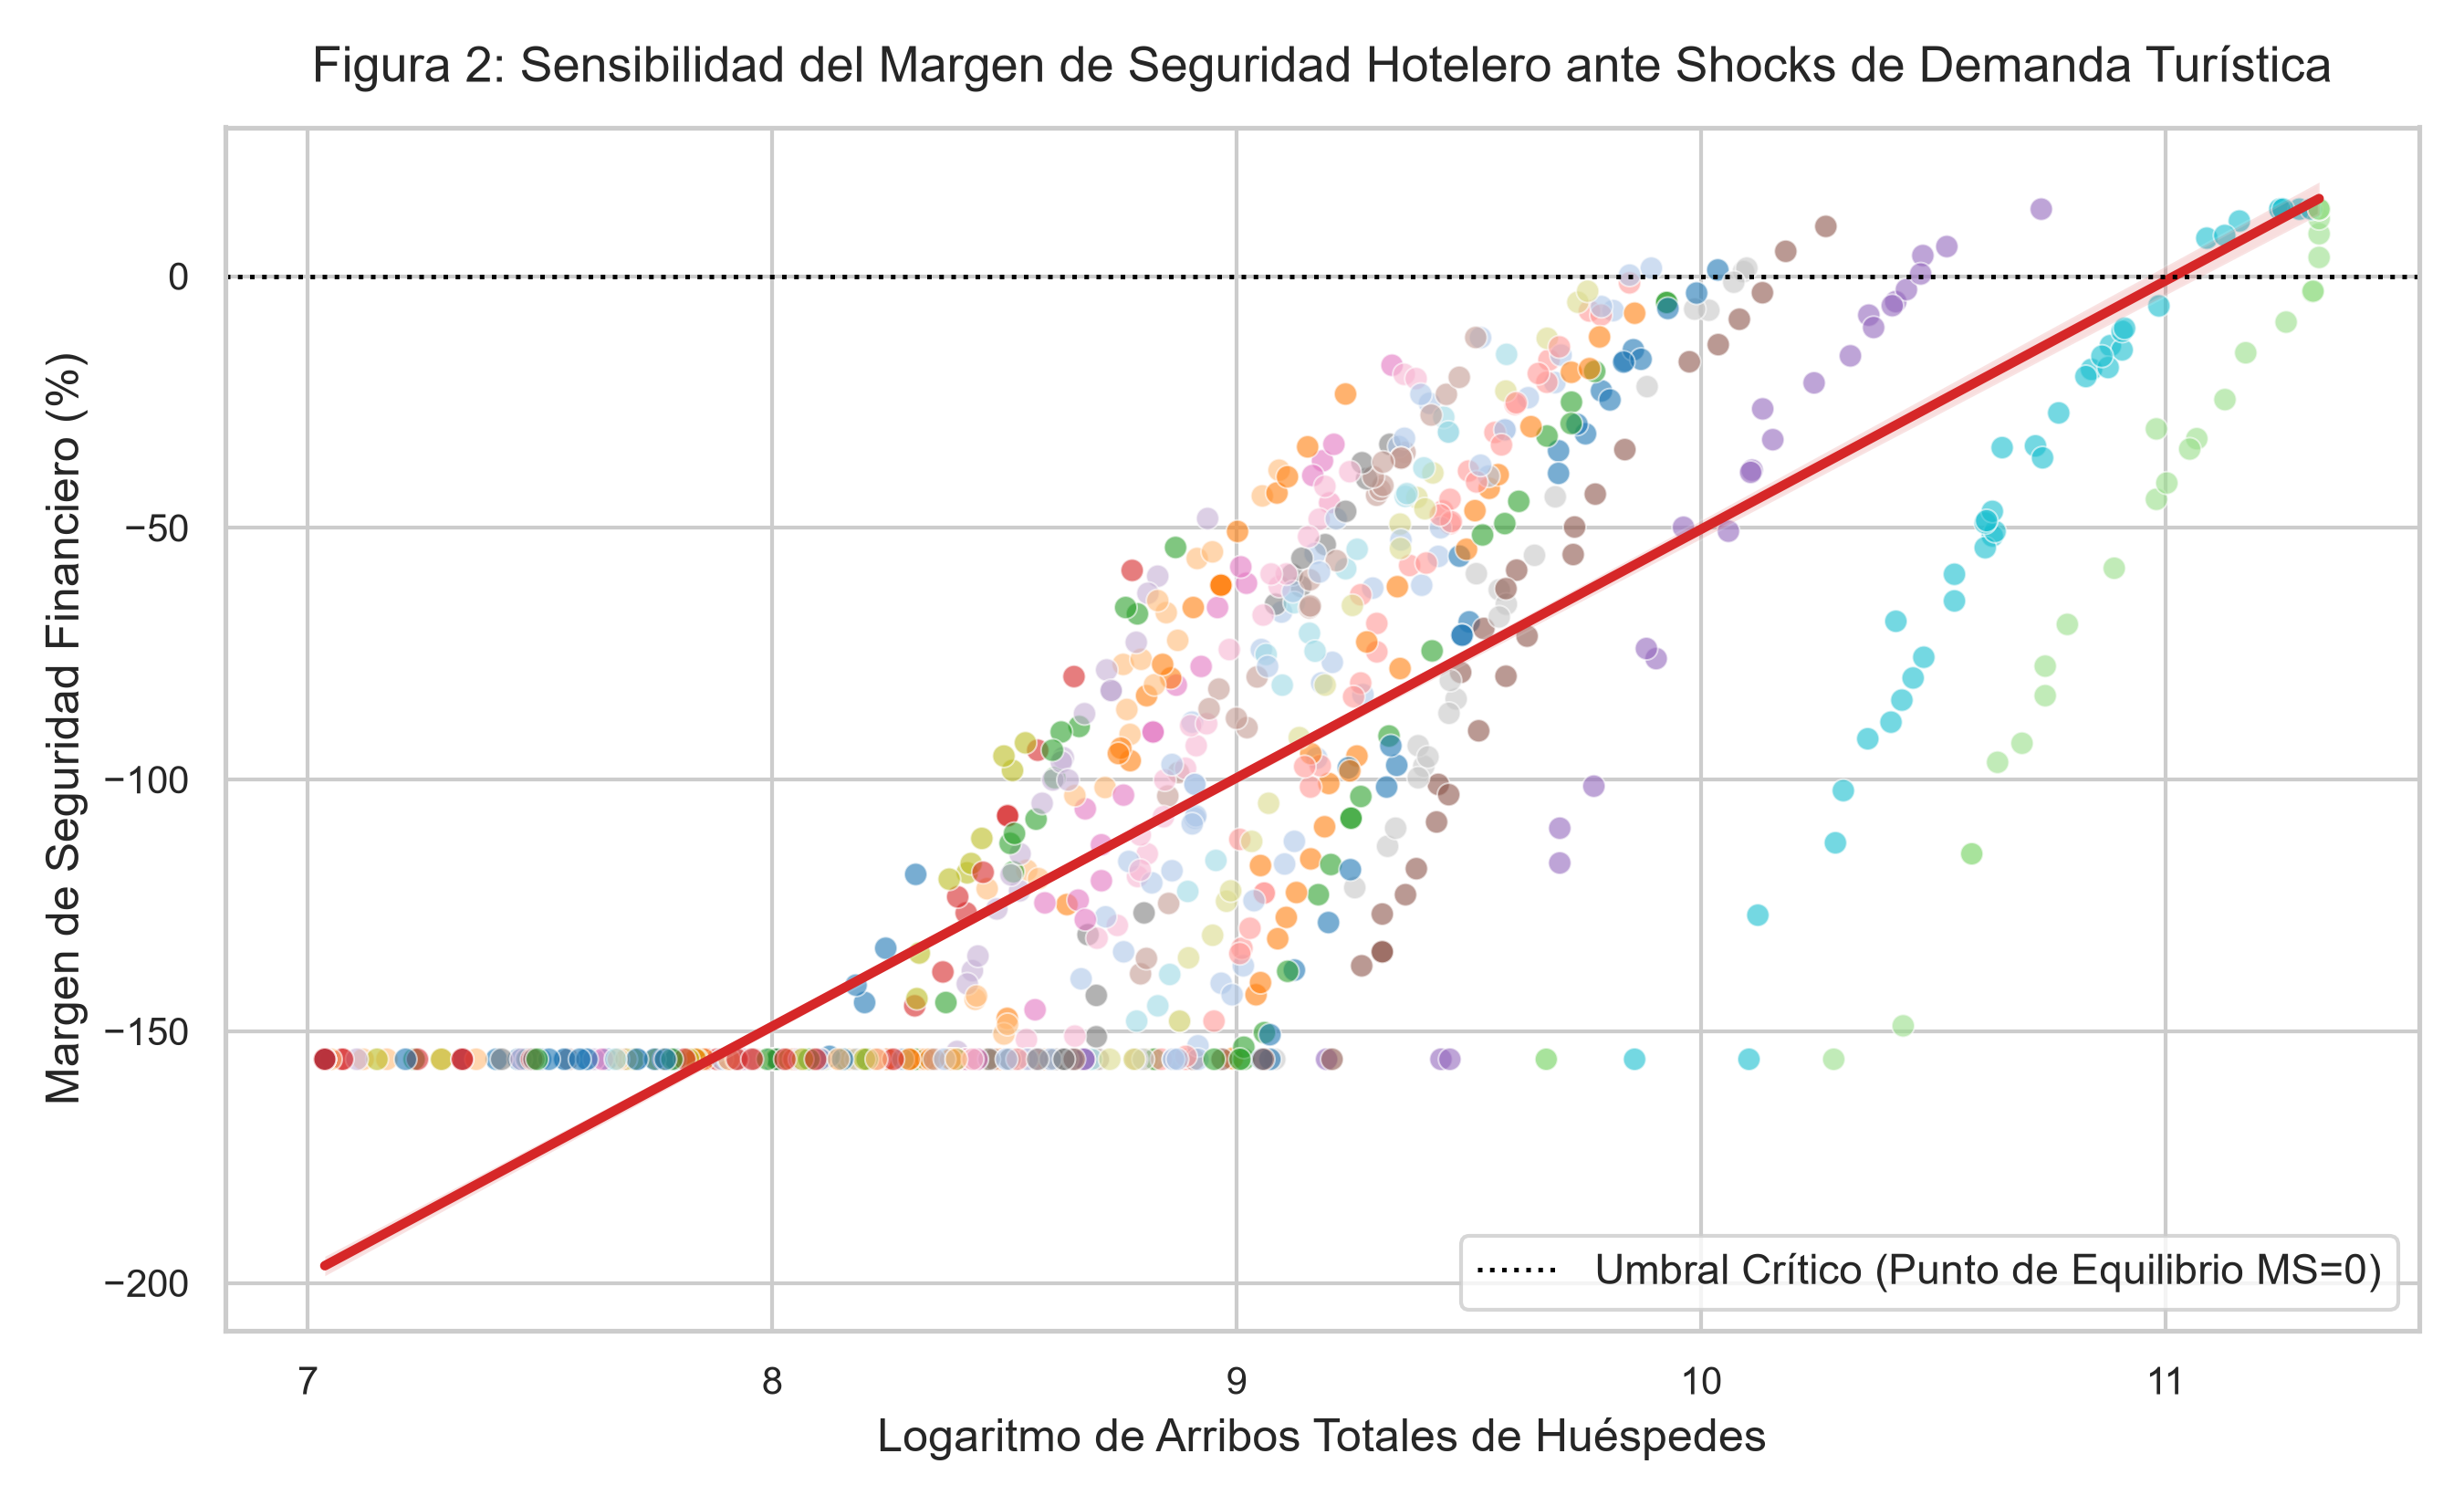 Figura 2: Sensibilidad del Margen de Seguridad Hotelero ante Shocks de Demanda Turística
Margen de Seguridad Financiero (%)
0
−50
−100
−150
−200
Umbral Crítico (Punto de Equilibrio MS=0)
7
8
9
10
11
Logaritmo de Arribos Totales de Huéspedes